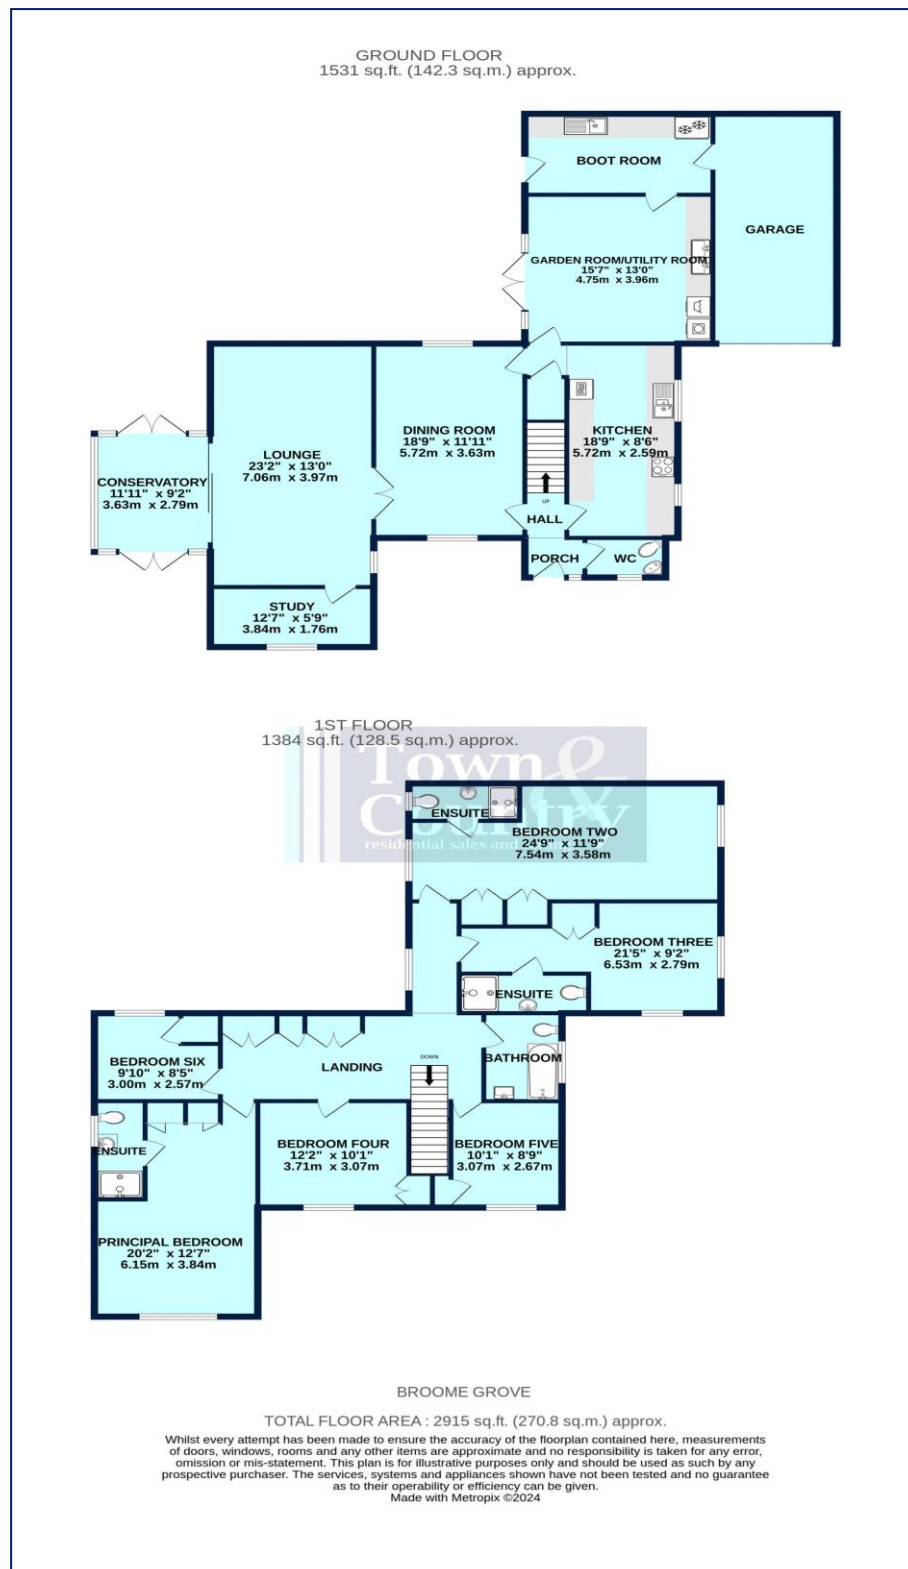 GROUND FLOOR
1531 sq.ft. (142.3 sq.m.) approx.
BOOT ROOM
GARAGE
GARDEN ROOM/UTILITY ROOM
15'7" x 13'0"
4.75m x 3.96m
DINING ROOM
18'9" x 11'11"
5.72m x 3.63m
KITCHEN
18'9" x 8'6"
5.72m x 2.59m
LOUNGE
23'2" x 13'0"
7.06m x 3.97m
CONSERVATORY
11'11" x 9'2"
3.63m x 2.79m
UP
HALL
PORCH
WC
STUDY
12'7" x 5'9"
3.84m x 1.76m
1ST FLOOR
1384 sq.ft. (128.5 sq.m.) approx.
Town &
Country
residential sales and
ENSUITE
BEDROOM TWO
24'9" x 11'9"
7.54m x 3.58m
BEDROOM THREE
21'5" x 9'2"
6.53m x 2.79m
ENSUITE
BEDROOM SIX
9'10" x 8'5"
3.00m x 2.57m
LANDING
DOWN
BATHROOM
ENSUITE
BEDROOM FOUR
12'2" x 10'1"
3.71m x 3.07m
BEDROOM FIVE
10'1" x 8'9"
3.07m x 2.67m
PRINCIPAL BEDROOM
20'2" x 12'7"
6.15m x 3.84m
BROOME GROVE
TOTAL FLOOR AREA : 2915 sq.ft. (270.8 sq.m.) approx.
Whilst every attempt has been made to ensure the accuracy of the floorplan contained here, measurements
of doors, windows, rooms and any other items are approximate and no responsibility is taken for any error,
omission or mis-statement. This plan is for illustrative purposes only and should be used as such by any
prospective purchaser. The services, systems and appliances shown have not been tested and no guarantee
as to their operability or efficiency can be given.
Made with Metropix ©2024